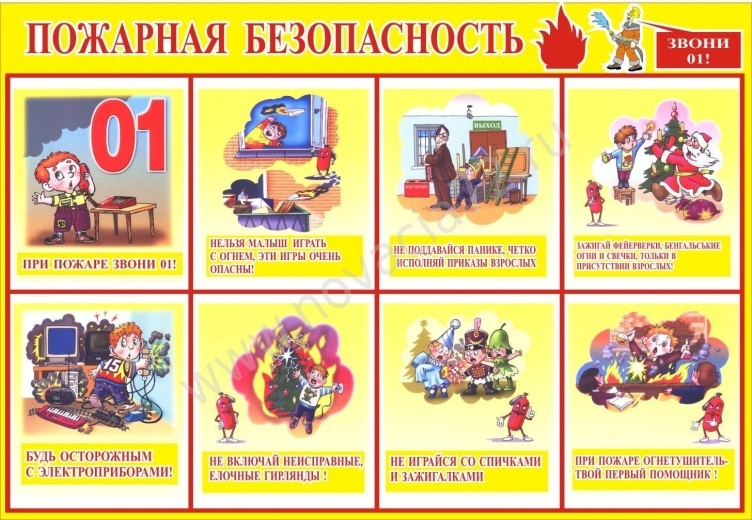 ПОЖАРНАЯ БЕЗОПАСНОСТЬ
ЗВОНИ
01!
01
ПРИ ПОЖАРЕ ЗВОНИ 01!
НЕЛЬЗЯ МАЛЫШ ИГРАТЬ
С ОГНЕМ, ЭТИ ИГРЫ ОЧЕНЬ
ОПАСНЫ!
ВЫХОД
НЕ ПОДДАВАЙСЯ ПАНИКЕ, ЧЕТКО
ИСПОЛНЯЙ ПРИКАЗЫ ВЗРОСЛЫХ
ЗАЖИГАЙ ФЕЙЕРВЕРКИ, БЕНГАЛЬСКИЕ
ОГНИ И СВЕЧКИ, ТОЛЬКО В
ПРИСУТСТВИИ ВЗРОСЛЫХ!
15
БУДЬ ОСТОРОЖНЫМ
С ЭЛЕКТРОПРИБОРАМИ!
НЕ ВКЛЮЧАЙ НЕИСПРАВНЫЕ,
ЕЛОЧНЫЕ ГИРЛЯНДЫ !
НЕ ИГРАЙСЯ СО СПИЧКАМИ
И ЗАЖИГАЛКАМИ
ПРИ ПОЖАРЕ ОГНЕТУШИТЕЛЬ-
ТВОЙ ПЕРВЫЙ ПОМОЩНИК !